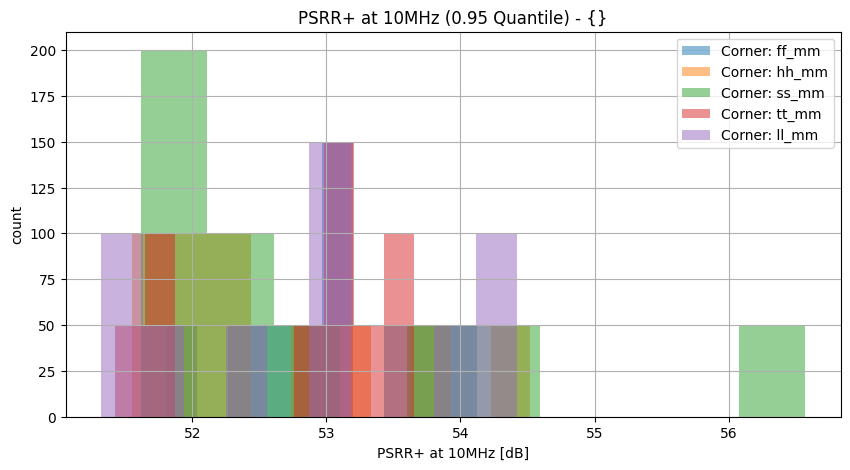 PSRR+ at 10MHz (0.95 Quantile) - {}
Corner: ff_mm
Corner: hh_mm
Corner: ss_mm
Corner: tt_mm
Corner: ll_mm
200
175
150
125
100
75
50
25
0
count
52 53 54 55 56
PSRR+ at 10MHz [dB]